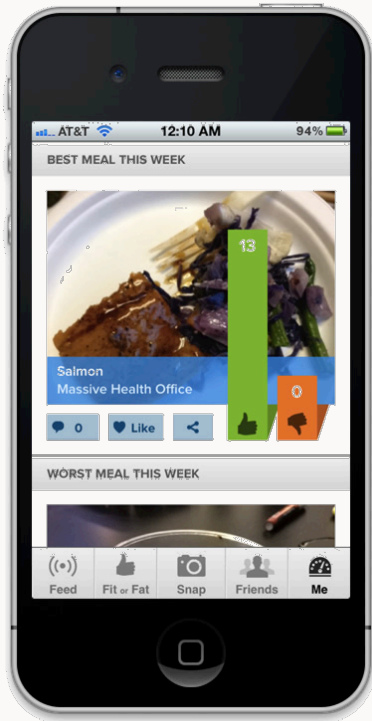 AT&T 12:10 AM 94%
BEST MEAL THIS WEEK
13
0
Salmon
Massive Health Office
0 Like
WORST MEAL THIS WEEK
Feed Fit or Fat Snap Friends Me